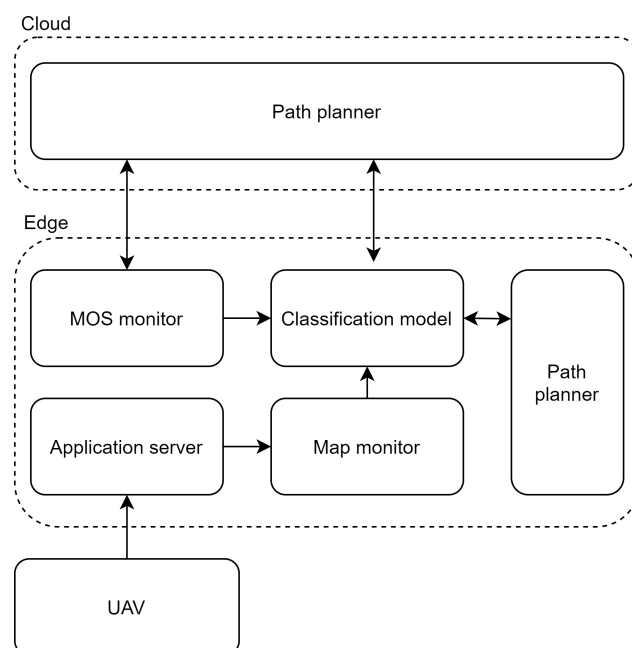 Cloud
Path planner
Edge
MOS monitor
Classification model
Path
planner
Application server
Map monitor
UAV